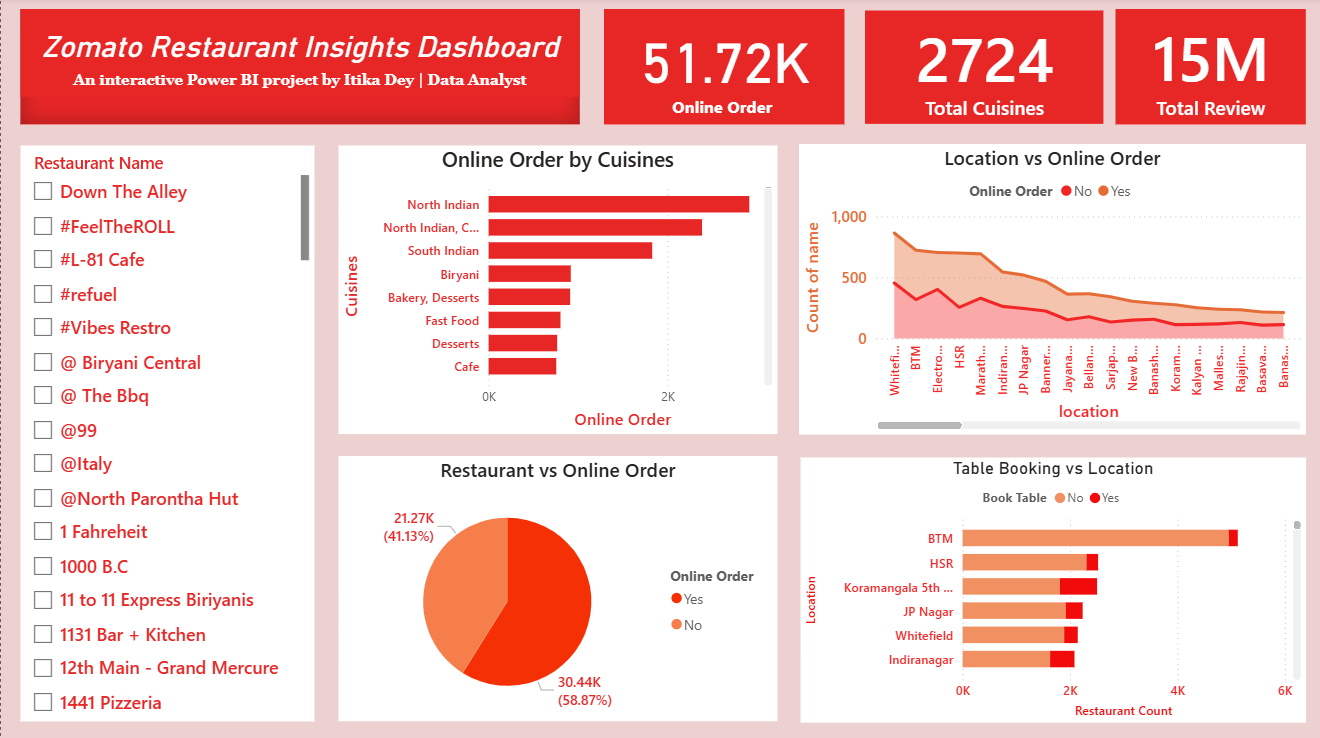 Zomato Restaurant Insights Dashboard
An interactive Power BI project by Itika Dey | Data Analyst
51.72K
Online Order
2724
Total Cuisines
15M
Total Review
Restaurant Name
Down The Alley
#FeelTheROLL
#L-81 Cafe
#refuel
#Vibes Restro
@ Biryani Central
@ The Bbq
@99
@Italy
@North Parontha Hut
1 Fahreheit
1000 B.C
11 to 11 Express Biriyanis
1131 Bar + Kitchen
12th Main - Grand Mercure
1441 Pizzeria
Online Order by Cuisines
Cuisines
North Indian
North Indian, C...
South Indian
Biryani
Bakery, Desserts
Fast Food
Desserts
Cafe
0K 2K
Online Order
Location vs Online Order
Online Order No Yes
Count of name
1,000
500
0
Whitefi...
BTM
Electro...
HSR
Marath...
Indiran...
JP Nagar
Banner...
Jayana...
Bellan...
Sarjap...
New B...
Banash...
Koram...
Kalyan ...
Malles...
Rajajin...
Basava...
Banas...
location
Restaurant vs Online Order
21.27K
(41.13%)
30.44K
(58.87%)
Online Order
Yes
No
Table Booking vs Location
Book Table No Yes
Location
BTM
HSR
Koramangala 5th ...
JP Nagar
Whitefield
Indiranagar
0K 2K 4K 6K
Restaurant Count